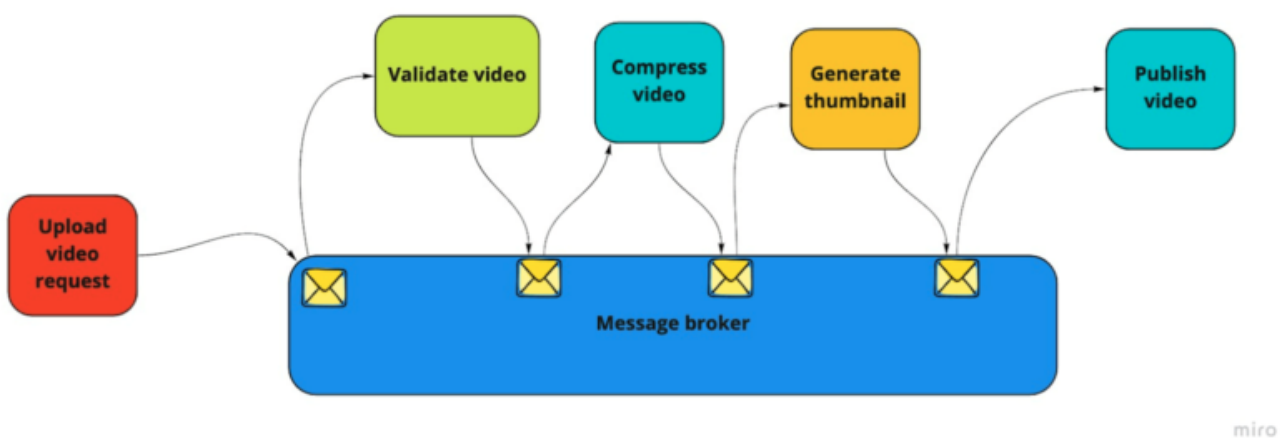 Validate video
Compress
video
Generate
thumbnail
Publish
video
Upload
video
request
Message broker
miro